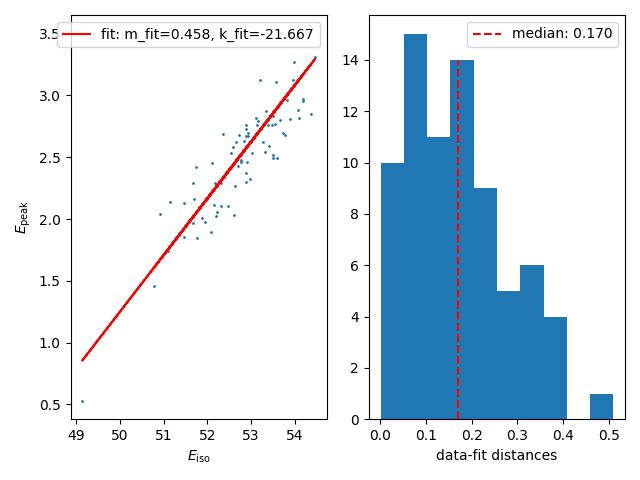 fit: m_fit=0.458, k_fit=-21.667
3.5
3.0
2.5
2.0
1.5
1.0
0.5
E_peak
49 50 51 52 53 54
E_iso
median: 0.170
14
12
10
8
6
4
2
0
0.0 0.1 0.2 0.3 0.4 0.5
data-fit distances